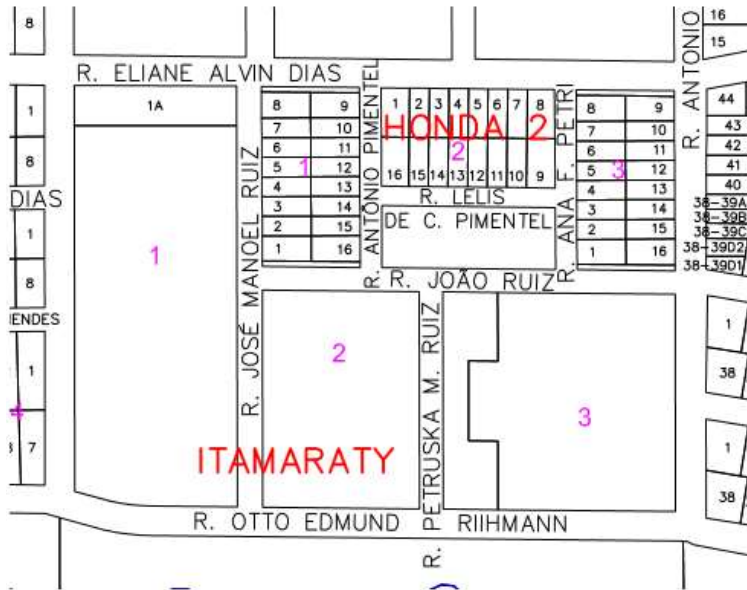 8
16
15
R. ANTONIO
R. ELIANE ALVIN DIAS
1
8
1A
8 9
7 10
6 11
5 12
4 13
3 14
2 15
1 16
1
R. ANTÔNIO PIMENTEL
1 2 3 4 5 6 7 8
HONDA 2
2
16 15 14 13 12 11 10 9
R. LELIS
DE C. PIMENTEL
R. ANA F. PETRI
8 9
7 10
6 11
5 12
4 13
3 14
2 15
1 16
3
44
43
42
41
40
38-39A
38-39B
38-39C
38-39D2
38-39D1
DIAS
1
8
1
R. JOSÉ MANOEL RUIZ
R. JOÃO RUIZ
ENDES
1
7
4
2
R. PETRUSKA M. RUIZ
3
1
38
1
38
ITAMARATY
R. OTTO EDMUND RIIHMANN